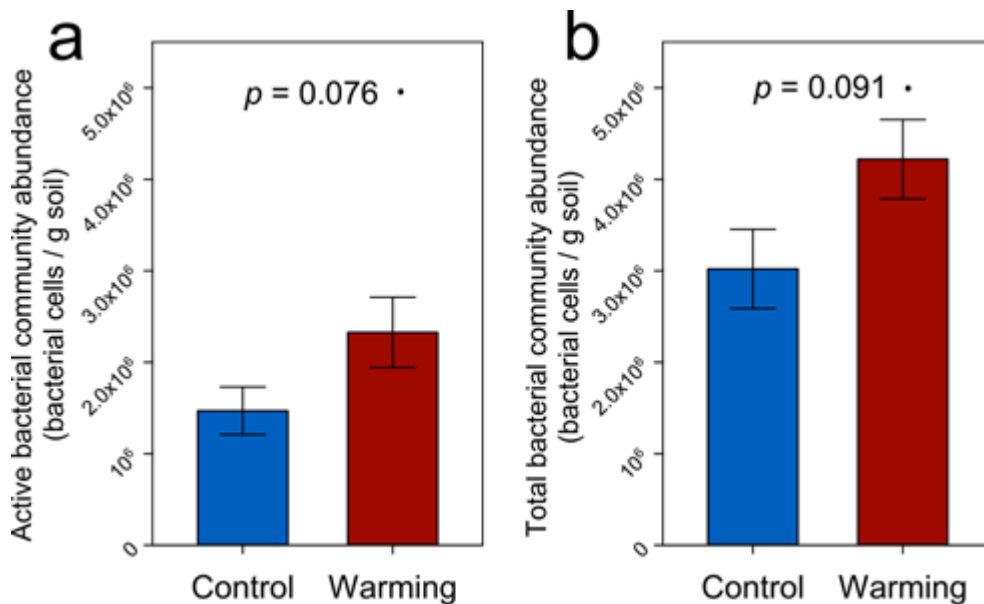 a
Active bacterial community abundance
(bacterial cells / g soil)
5.0x10⁶
4.0x10⁶
3.0x10⁶
2.0x10⁶
10⁶
0
p = 0.076 •
Control Warming
b
Total bacterial community abundance
(bacterial cells / g soil)
5.0x10⁶
4.0x10⁶
3.0x10⁶
2.0x10⁶
10⁶
0
p = 0.091 •
Control Warming